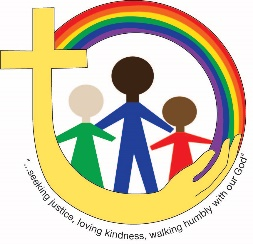 "...seeking justice, loving kindness, walking humbly with our God"